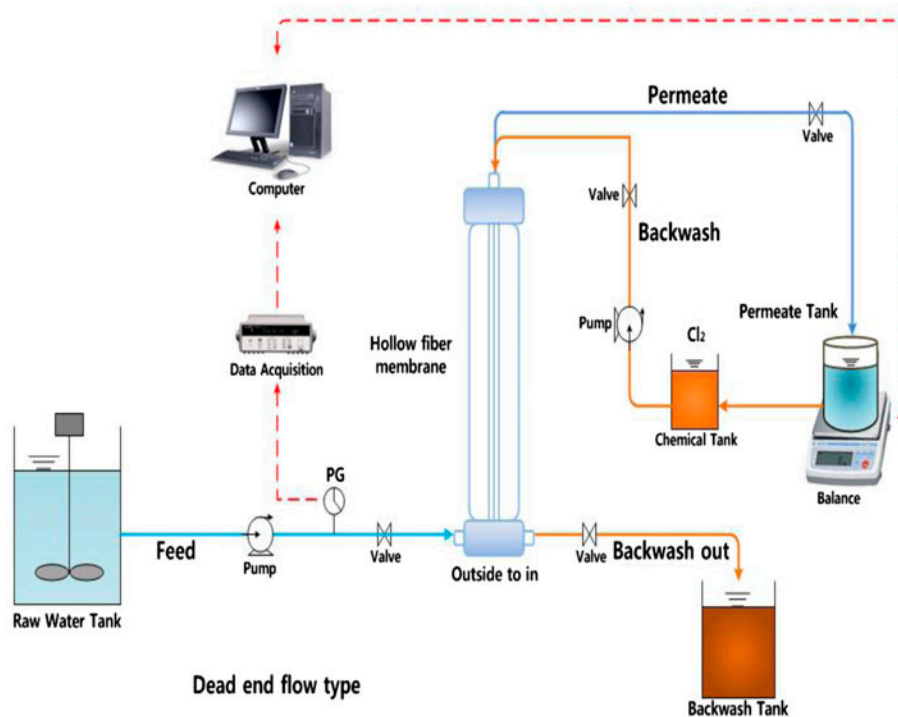 Permeate
Valve
Computer
Valve
Backwash
Permeate Tank
Pump
Cl₂
Hollow fiber
membrane
Data Acquisition
Chemical Tank
PG
Balance
Feed
Pump
Valve
Outside to in
Valve
Backwash out
Raw Water Tank
Dead end flow type
Backwash Tank